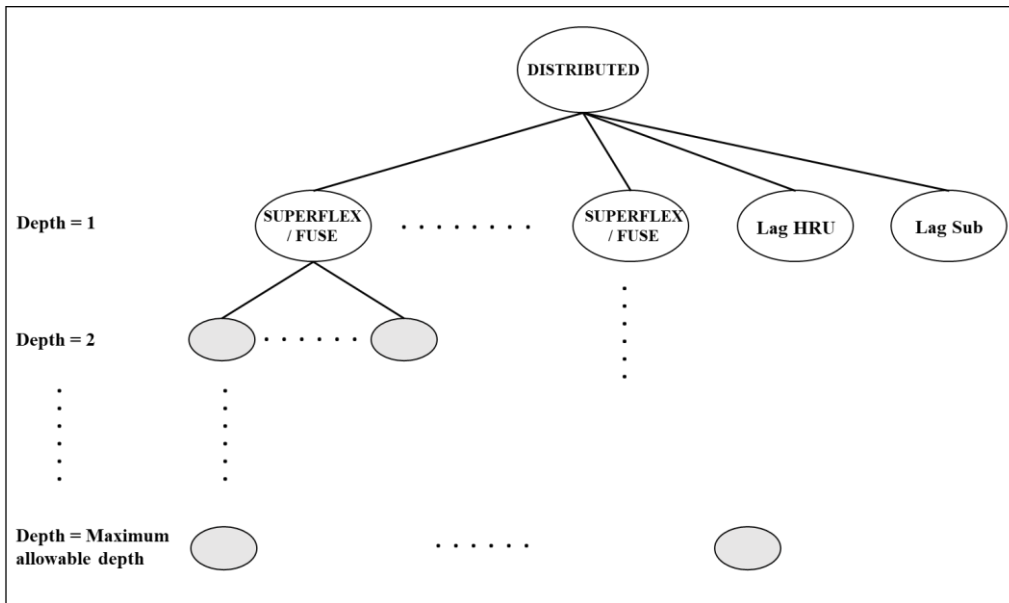 DISTRIBUTED
Depth = 1
SUPERFLEX
/ FUSE
SUPERFLEX
/ FUSE
Lag HRU
Lag Sub
Depth = 2
Depth = Maximum
allowable depth